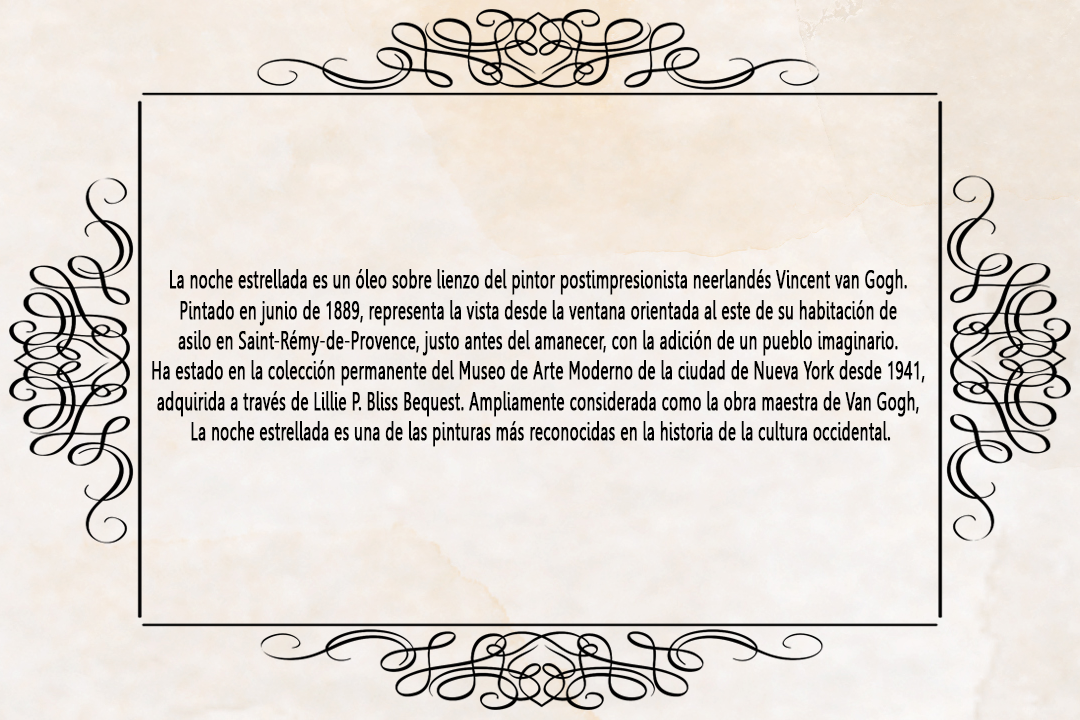 La noche estrellada es un óleo sobre lienzo del pintor postimpresionista neerlandés Vincent van Gogh.
Pintado en junio de 1889, representa la vista desde la ventana orientada al este de su habitación de
asilo en Saint-Rémy-de-Provence, justo antes del amanecer, con la adición de un pueblo imaginario.
Ha estado en la colección permanente del Museo de Arte Moderno de la ciudad de Nueva York desde 1941,
adquirida a través de Lillie P. Bliss Bequest. Ampliamente considerada como la obra maestra de Van Gogh,
La noche estrellada es una de las pinturas más reconocidas en la historia de la cultura occidental.